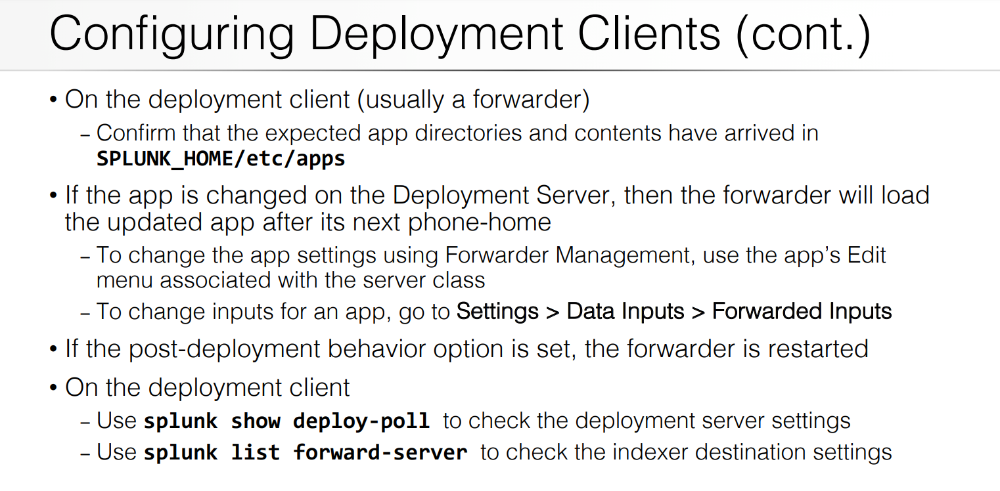 Configuring Deployment Clients (cont.)
• On the deployment client (usually a forwarder)
– Confirm that the expected app directories and contents have arrived in
SPLUNK_HOME/etc/apps
• If the app is changed on the Deployment Server, then the forwarder will load
the updated app after its next phone-home
– To change the app settings using Forwarder Management, use the app’s Edit
menu associated with the server class
– To change inputs for an app, go to Settings > Data Inputs > Forwarded Inputs
• If the post-deployment behavior option is set, the forwarder is restarted
• On the deployment client
– Use splunk show deploy-poll to check the deployment server settings
– Use splunk list forward-server to check the indexer destination settings